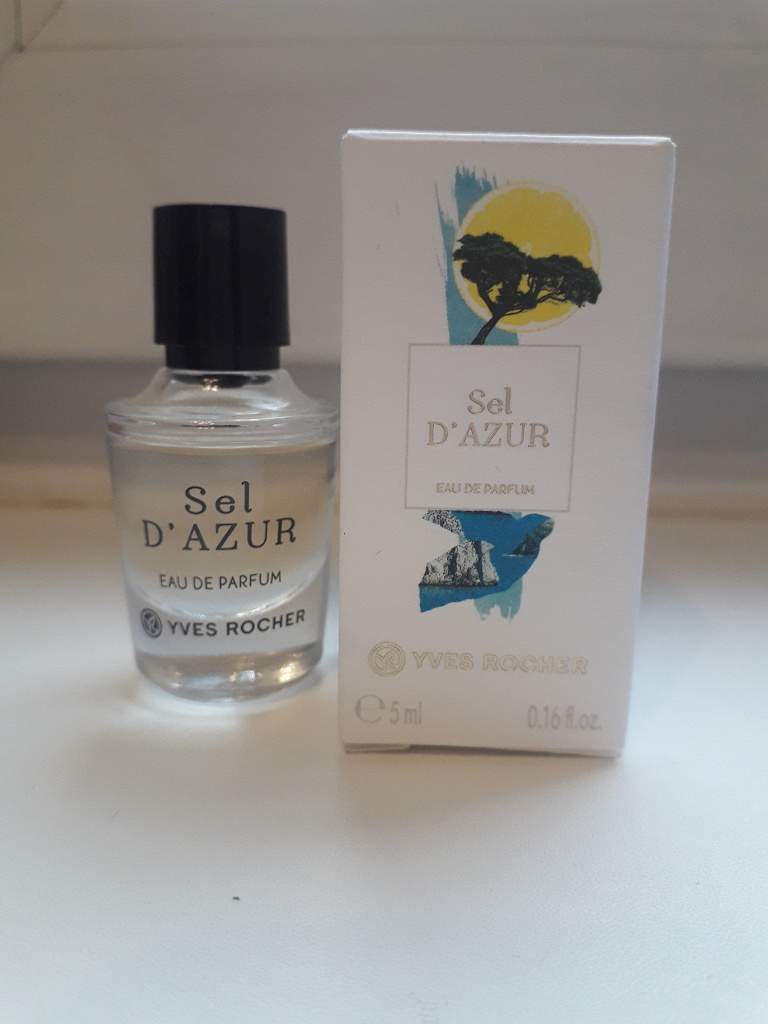 Sel
D'AZUR
EAU DE PARFUM
YVES ROCHER
Sel
D'AZUR
EAU DE PARFUM
YVES ROCHER
℮ 5 ml
0.16 fl.oz.